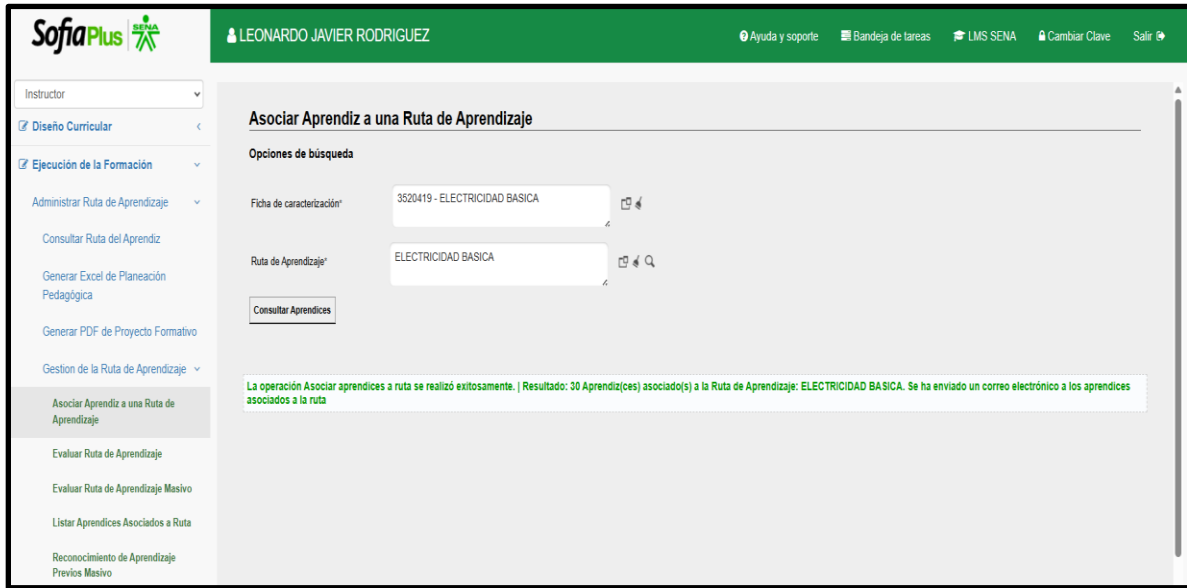 SofiaPlus SENA
LEONARDO JAVIER RODRIGUEZ
Ayuda y soporte
Bandeja de tareas
LMS SENA
Cambiar Clave
Salir
Instructor
Diseño Curricular
Ejecución de la Formación
Administrar Ruta de Aprendizaje
Consultar Ruta del Aprendiz
Generar Excel de Planeación
Pedagógica
Generar PDF de Proyecto Formativo
Gestion de la Ruta de Aprendizaje
Asociar Aprendiz a una Ruta de
Aprendizaje
Evaluar Ruta de Aprendizaje
Evaluar Ruta de Aprendizaje Masivo
Listar Aprendices Asociados a Ruta
Reconocimiento de Aprendizaje
Previos Masivo
Asociar Aprendiz a una Ruta de Aprendizaje
Opciones de búsqueda
Ficha de caracterización*
3520419 - ELECTRICIDAD BASICA
Ruta de Aprendizaje*
ELECTRICIDAD BASICA
Consultar Aprendices
La operación Asociar aprendices a ruta se realizó exitosamente. | Resultado: 30 Aprendiz(ces) asociado(s) a la Ruta de Aprendizaje: ELECTRICIDAD BASICA. Se ha enviado un correo electrónico a los aprendices
asociados a la ruta